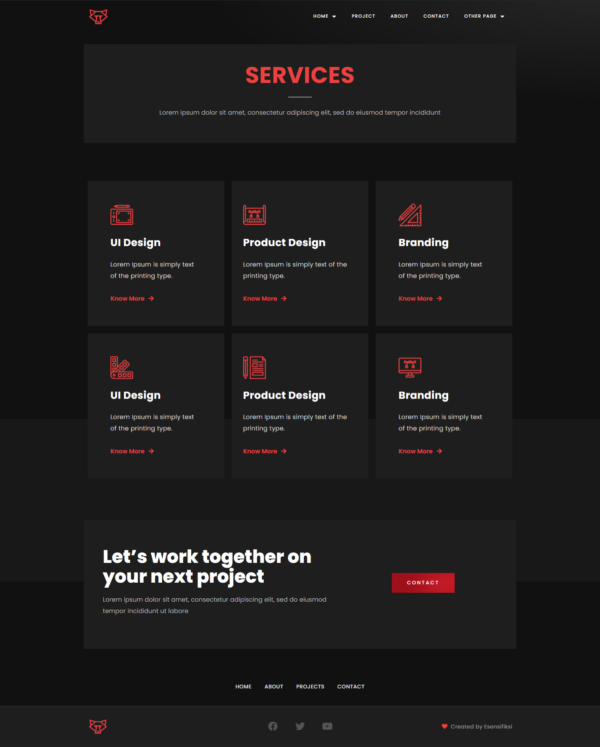 HOME PROJECT ABOUT CONTACT OTHER PAGE
SERVICES
Lorem ipsum dolor sit amet, consectetur adipiscing elit, sed do eiusmod tempor incididunt
UI Design
Lorem Ipsum is simply text
of the printing type.
Know More →
Product Design
Lorem Ipsum is simply text of the
printing type.
Know More →
Branding
Lorem Ipsum is simply text
of the printing type.
Know More →
UI Design
Lorem Ipsum is simply text
of the printing type.
Know More →
Product Design
Lorem Ipsum is simply text of the
printing type.
Know More →
Branding
Lorem Ipsum is simply text
of the printing type.
Know More →
Let’s work together on
your next project
Lorem ipsum dolor sit amet, consectetur adipiscing elit, sed do eiusmod
tempor incididunt ut labore
CONTACT
HOME ABOUT PROJECTS CONTACT
Created by Esensifiksi